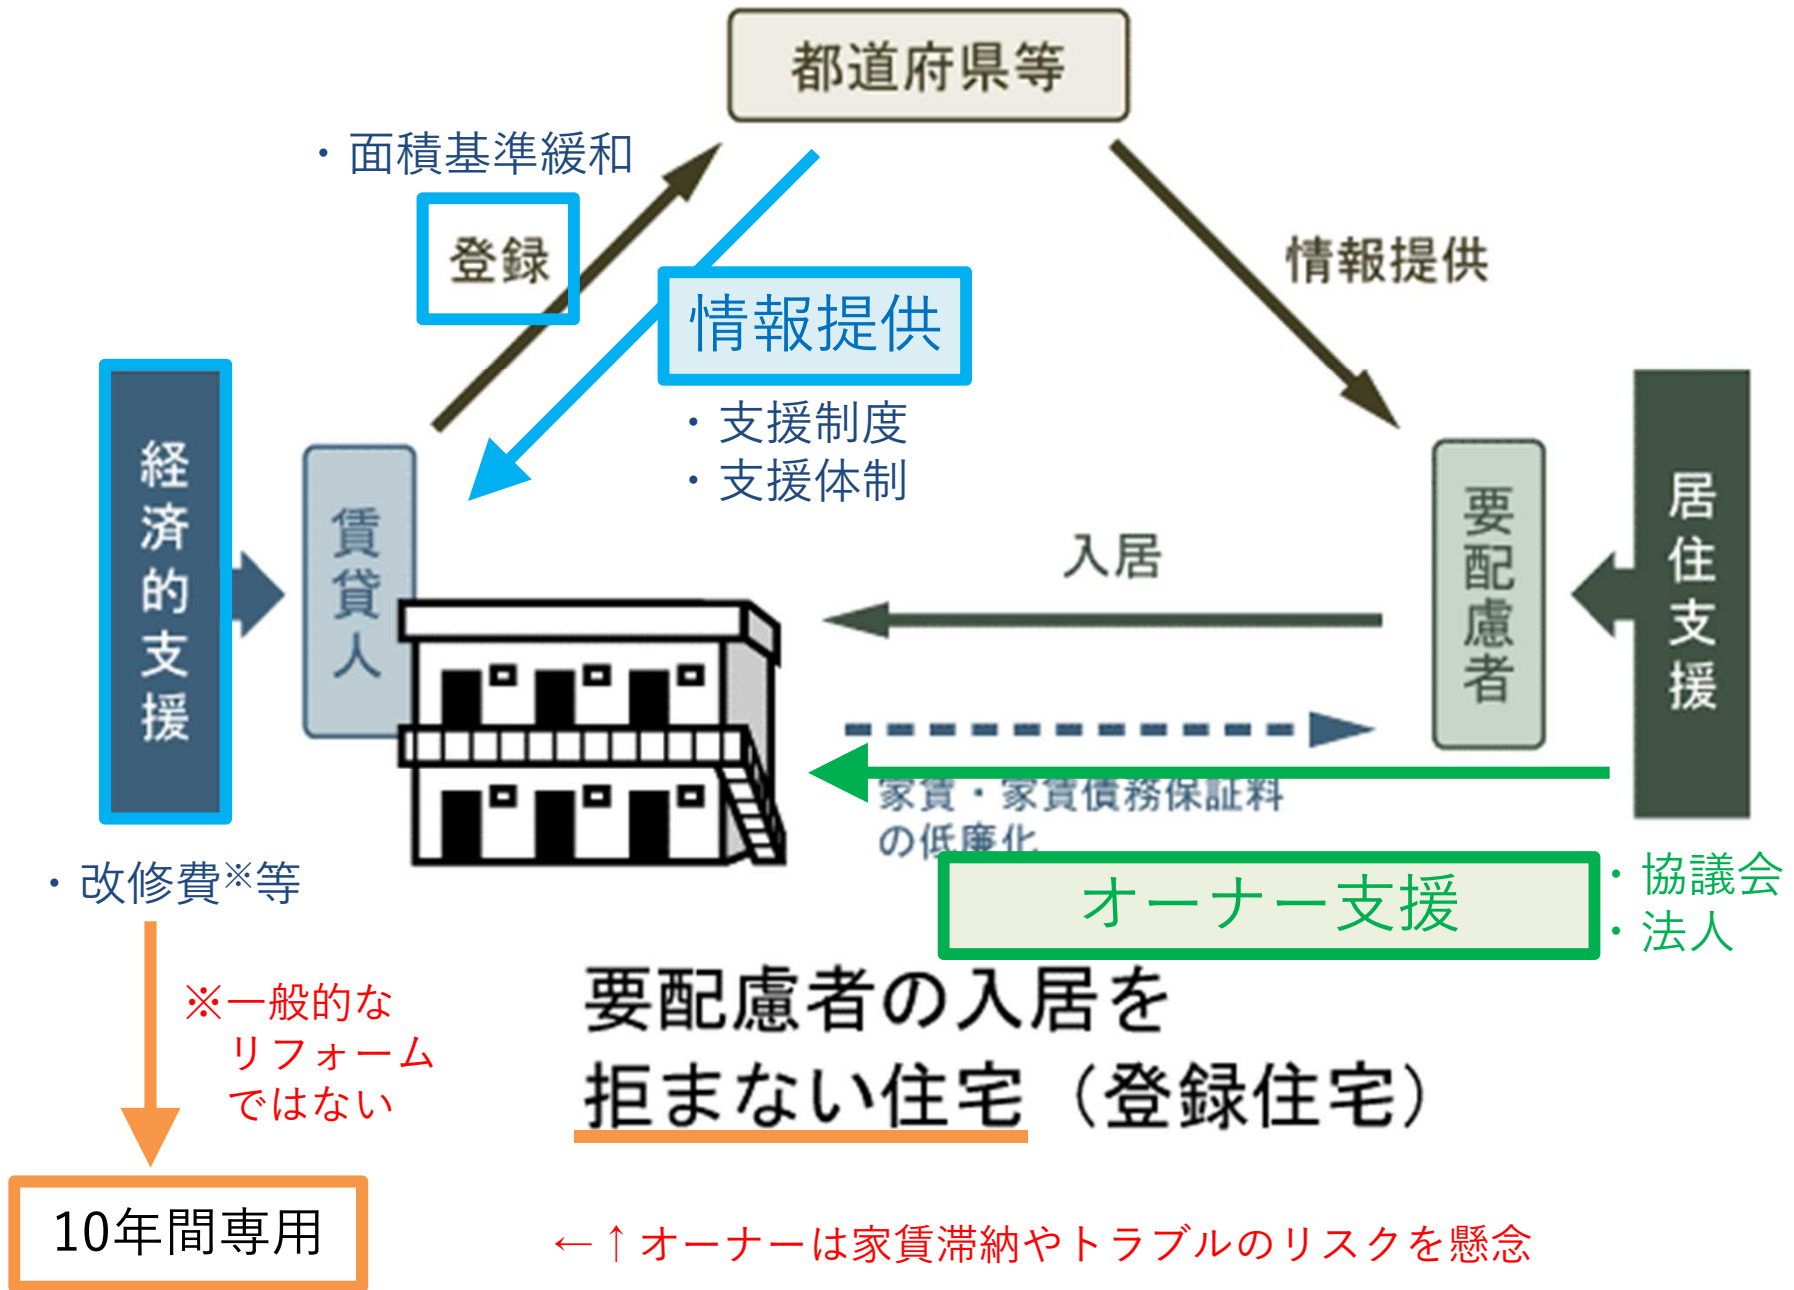 都道府県等
・面積基準緩和
登録
情報提供
情報提供
・支援制度
・支援体制
経済的支援
賃貸人
入居
要配慮者
居住支援
家賃・家賃債務保証料
の低廉化
・改修費※等
オーナー支援
・協議会
・法人
※一般的な
リフォーム
ではない
要配慮者の入居を
拒まない住宅（登録住宅）
10年間専用
←↑オーナーは家賃滞納やトラブルのリスクを懸念